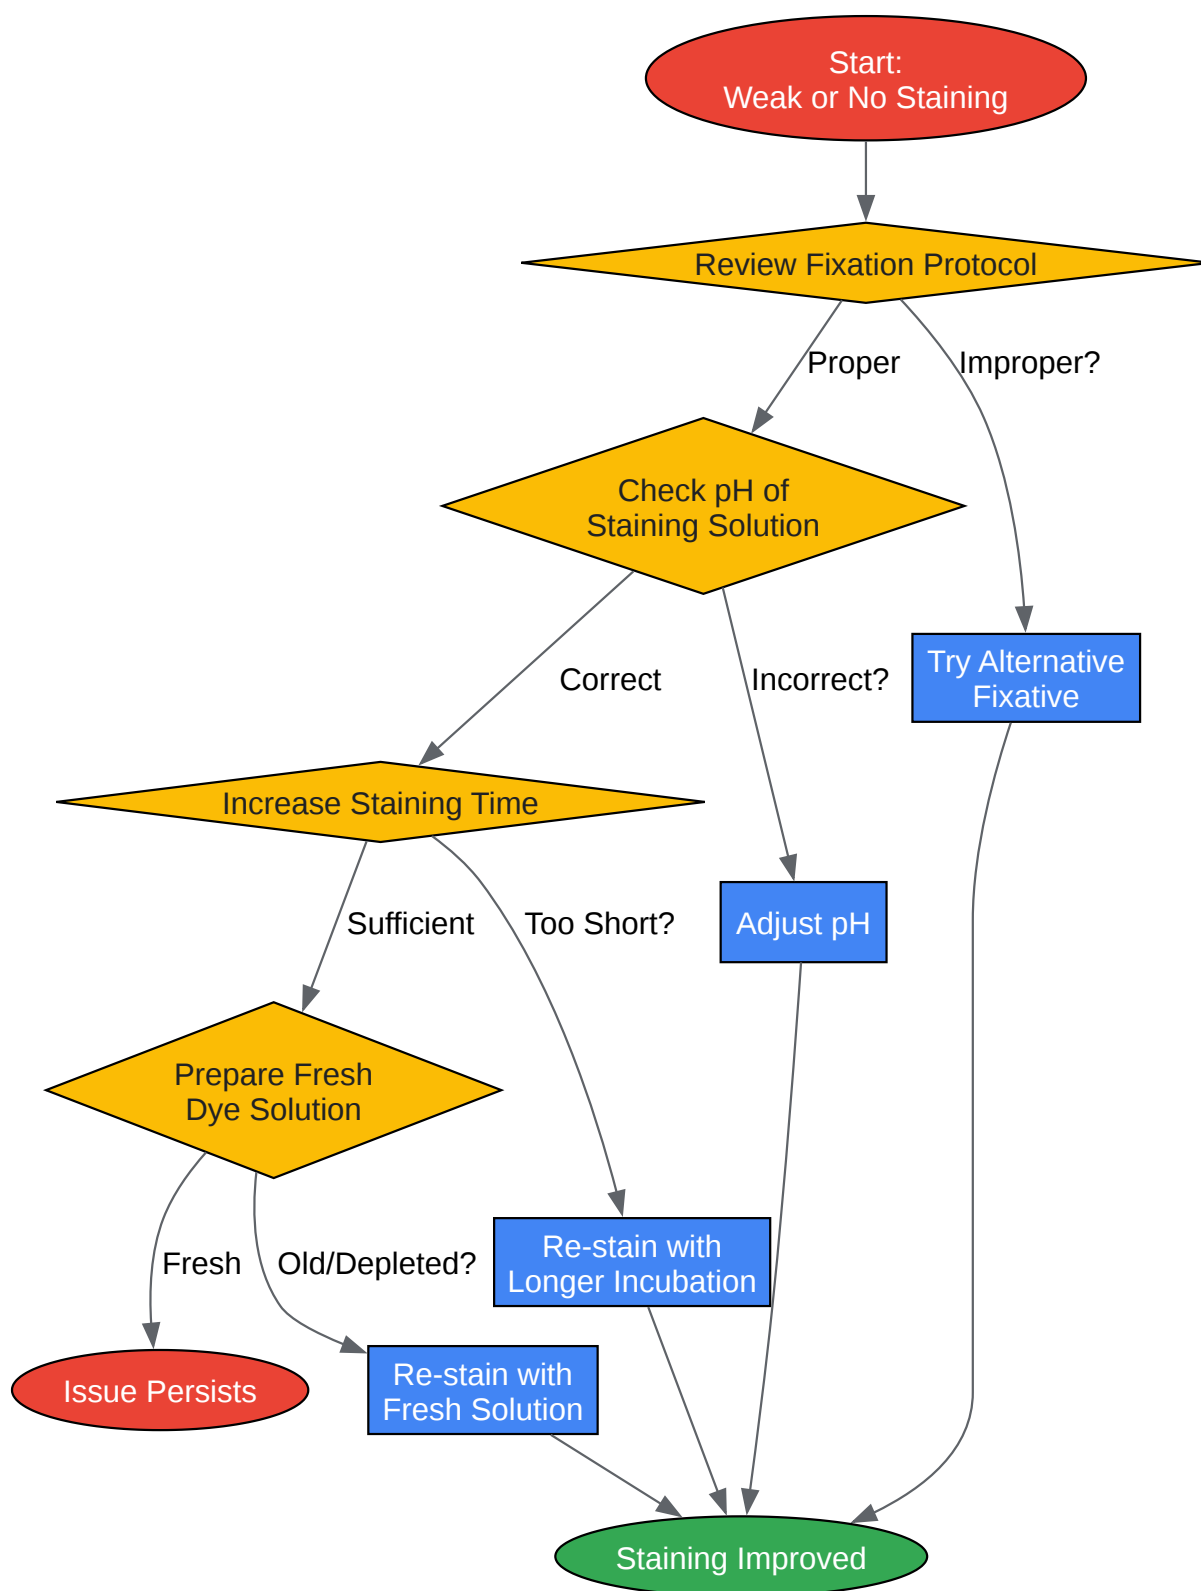 Start:
Weak or No Staining
Review Fixation Protocol
Proper
Improper?
Check pH of
Staining Solution
Try Alternative
Fixative
Correct
Incorrect?
Increase Staining Time
Adjust pH
Sufficient
Too Short?
Prepare Fresh
Dye Solution
Re-stain with
Longer Incubation
Fresh
Old/Depleted?
Issue Persists
Re-stain with
Fresh Solution
Staining Improved